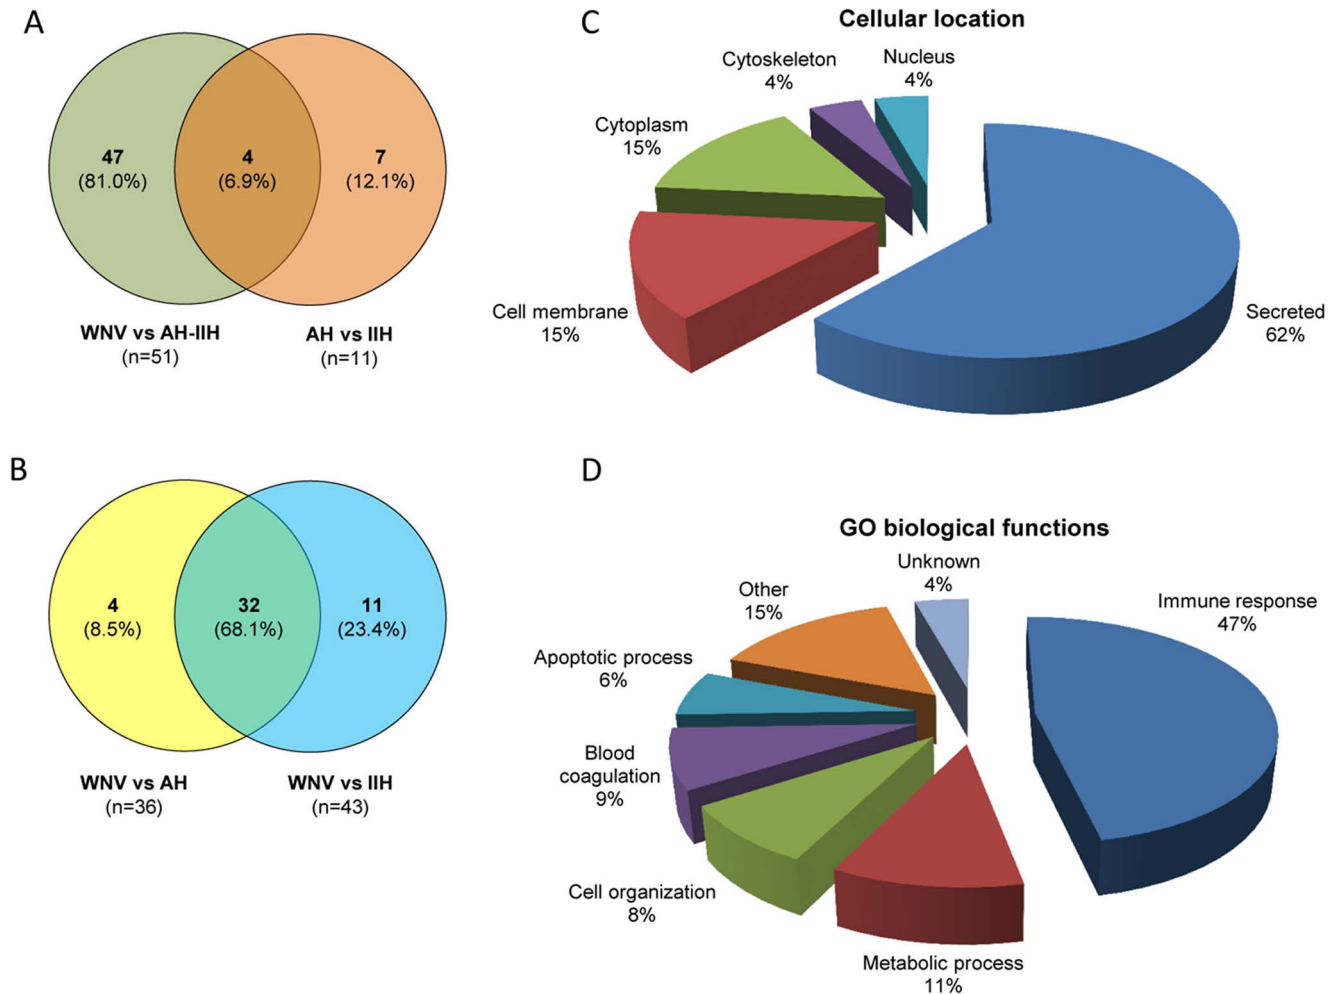 A
47
(81.0%)
4
(6.9%)
7
(12.1%)
WNV vs AH-IIH
(n=51)
AH vs IIH
(n=11)
B
4
(8.5%)
32
(68.1%)
11
(23.4%)
WNV vs AH
(n=36)
WNV vs IIH
(n=43)
C
Cellular location
Cytoskeleton
4%
Nucleus
4%
Cytoplasm
15%
Cell membrane
15%
Secreted
62%
D
GO biological functions
Unknown
4%
Other
15%
Immune response
47%
Apoptotic process
6%
Blood
coagulation
9%
Cell organization
8%
Metabolic process
11%